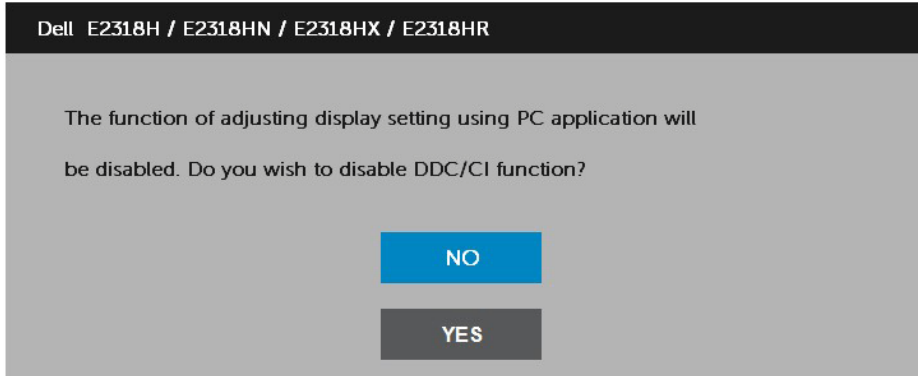 Dell E2318H / E2318HN / E2318HX / E2318HR
The function of adjusting display setting using PC application will
be disabled. Do you wish to disable DDC/CI function?
NO
YES